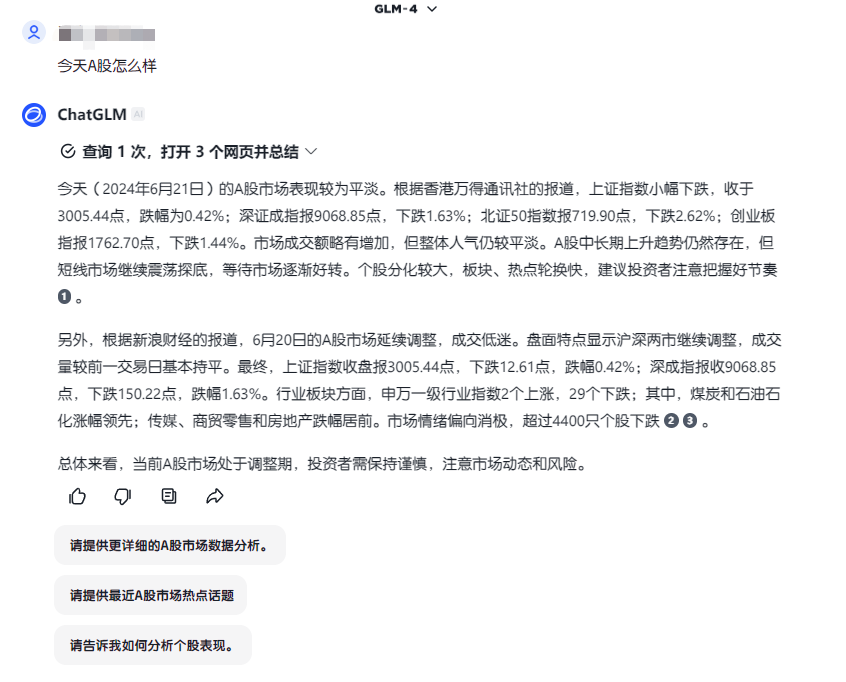 GLM-4
今天A股怎么样
ChatGLM AI
查询 1 次，打开 3 个网页并总结
今天（2024年6月21日）的A股市场表现较为平淡。根据香港万得通讯社的报道，上证指数小幅下跌，收于
3005.44点，跌幅为0.42%；深证成指报9068.85点，下跌1.63%；北证50指数报719.90点，下跌2.62%；创业板
指报1762.70点，下跌1.44%。市场成交额略有增加，但整体人气仍较平淡。A股中长期上升趋势仍然存在，但
短线市场继续震荡探底，等待市场逐渐好转。个股分化较大，板块、热点轮换快，建议投资者注意把握好节奏
1 。
另外，根据新浪财经的报道，6月20日的A股市场延续调整，成交低迷。盘面特点显示沪深两市继续调整，成交
量较前一交易日基本持平。最终，上证指数收盘报3005.44点，下跌12.61点，跌幅0.42%；深成指报收9068.85
点，下跌150.22点，跌幅1.63%。行业板块方面，申万一级行业指数2个上涨，29个下跌；其中，煤炭和石油石
化涨幅领先；传媒、商贸零售和房地产跌幅居前。市场情绪偏向消极，超过4400只个股下跌 2 3 。
总体来看，当前A股市场处于调整期，投资者需保持谨慎，注意市场动态和风险。
请提供更详细的A股市场数据分析。
请提供最近A股市场热点话题
请告诉我如何分析个股表现。